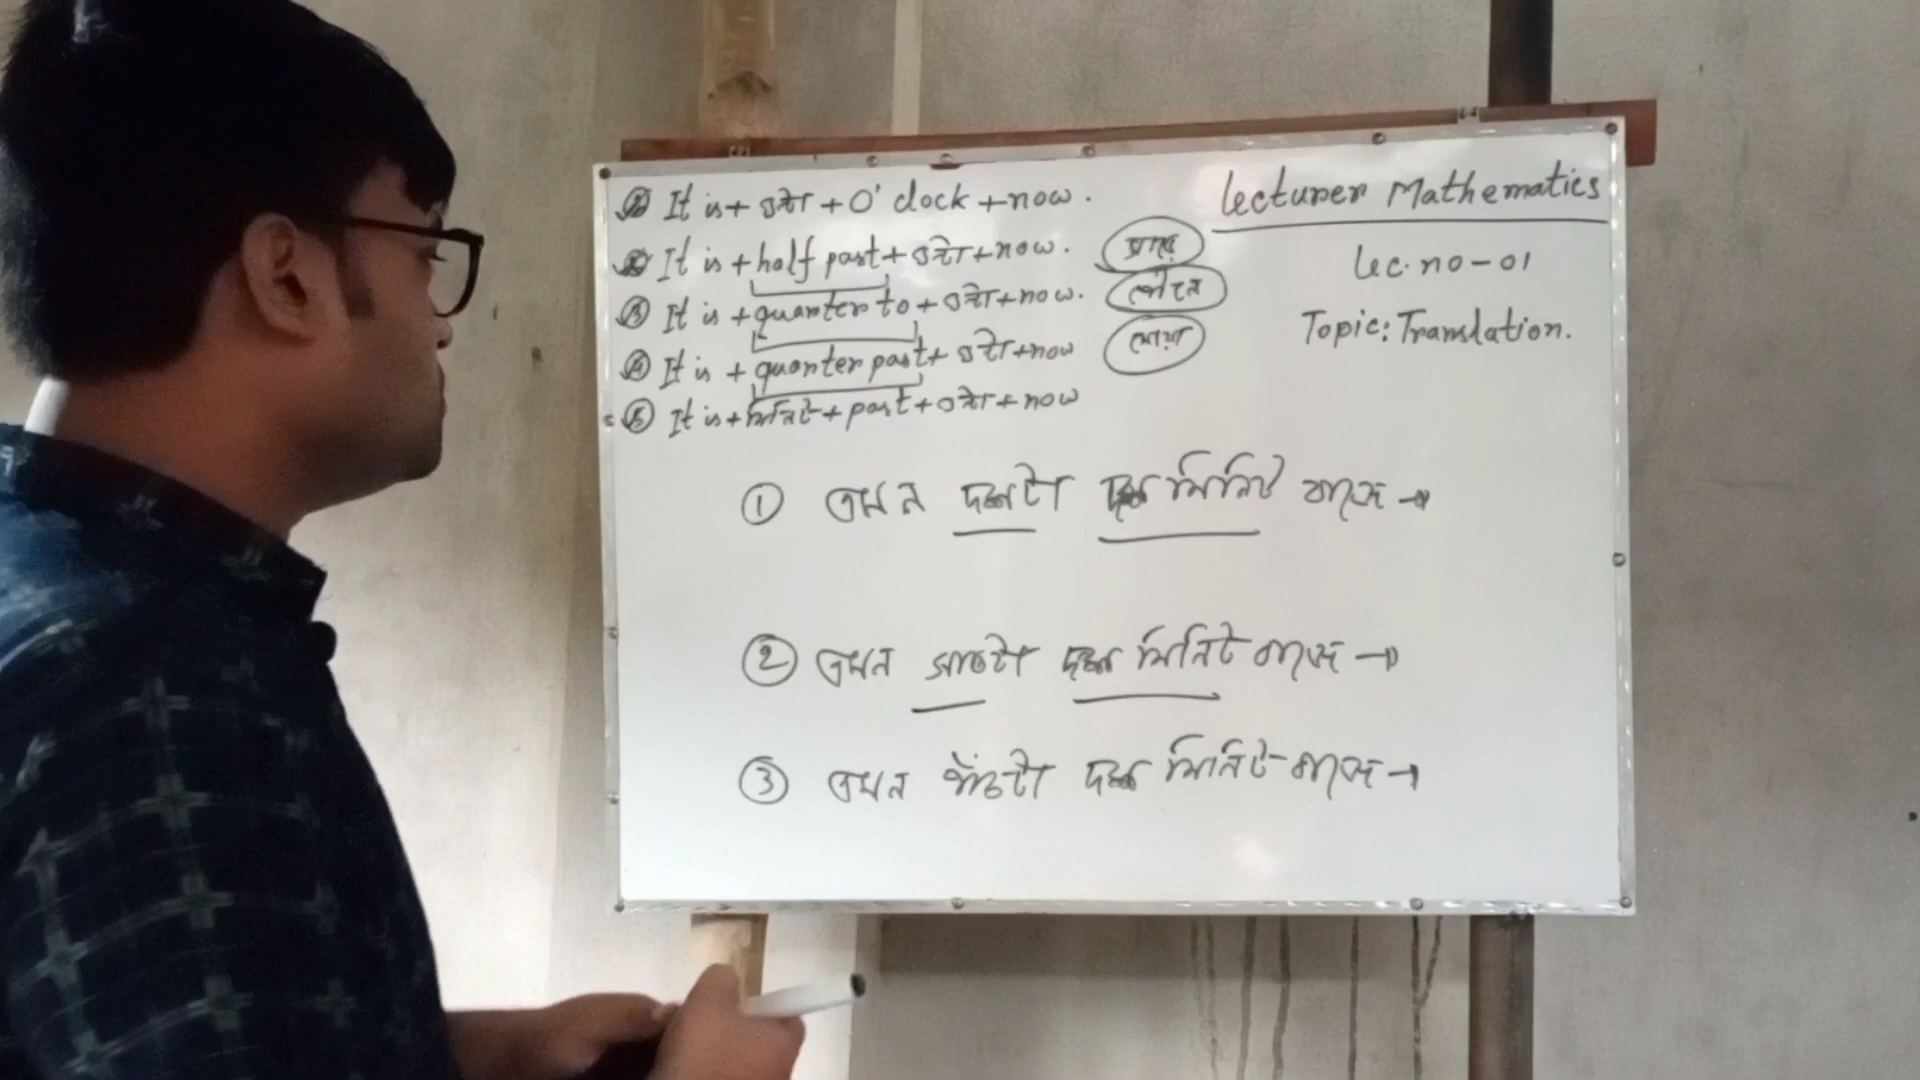 ① It is + ঘন্টা + O' clock + now.
② It is + half past + ঘন্টা + now. সাড়ে
③ It is + quarter to + ঘন্টা + now. পৌনে
④ It is + quarter past + ঘন্টা + now সোয়া
⑤ It is + মিনিট + past + ঘন্টা + now
Lecturer Mathematics
Lec. no - 01
Topic: Translation.
① এখন দশটা দশ মিনিট বাজে →
② এখন সাতটা দশ মিনিট বাজে →
③ এখন পাঁচটা দশ মিনিট বাজে →